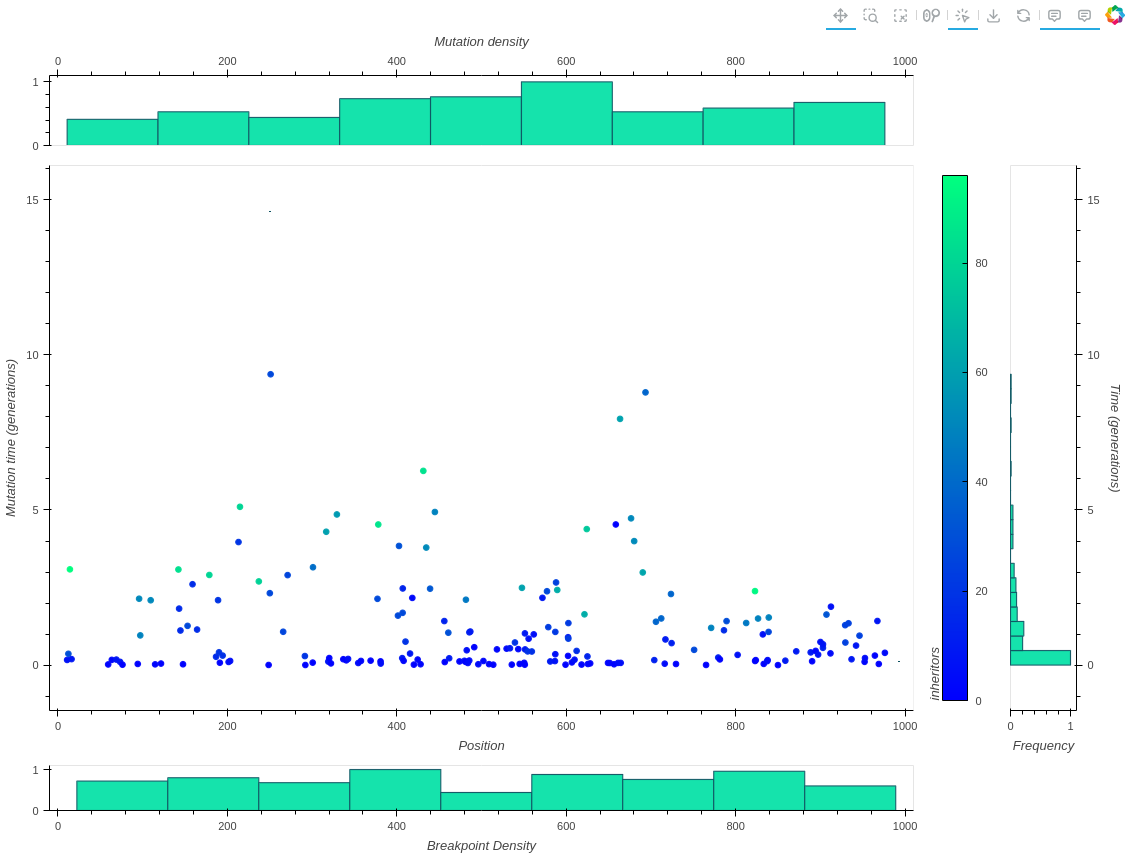 Mutation density
0 200 400 600 800 1000
1
0
15
10
5
0
Mutation time (generations)
0 200 400 600 800 1000
Position
80
60
40
20
0
inheritors
15
10
5
0
Time (generations)
0 1
Frequency
1
0
0 200 400 600 800 1000
Breakpoint Density